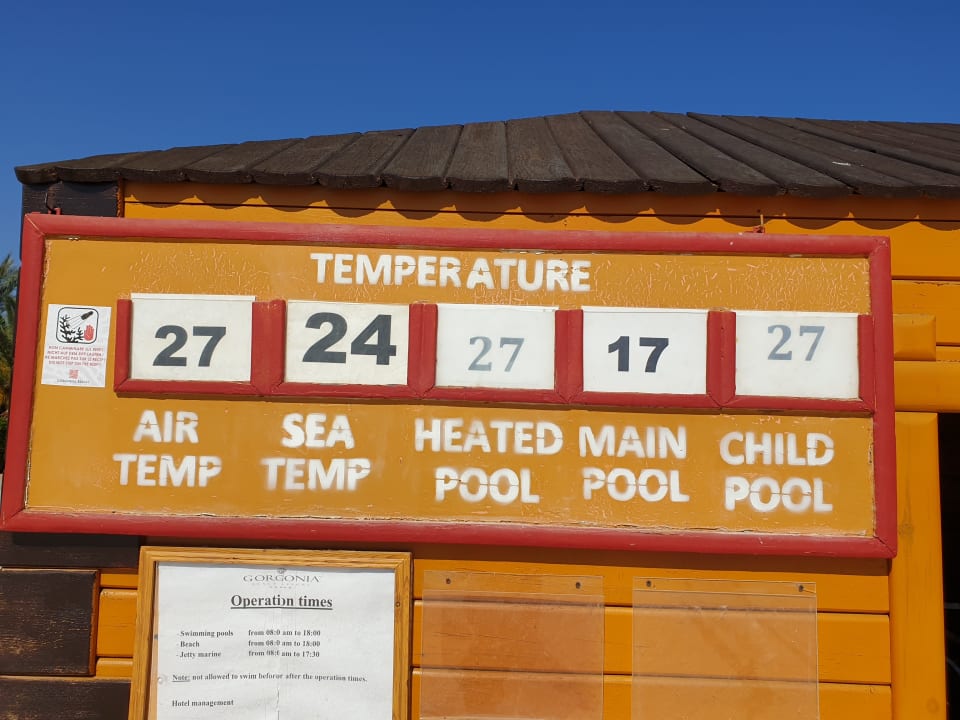 TEMPERATURE
27 24 27 17 27
AIR TEMP
SEA TEMP
HEATED POOL
MAIN POOL
CHILD POOL
GORGONIA
Operation times
- Swimming pools from 08:0 am to 18:00
- Beach from 08:0 am to 18:00
- Jetty marine from 08:0 am to 17:30
Note: not allowed to swim beforor after the operation times.
Hotel management